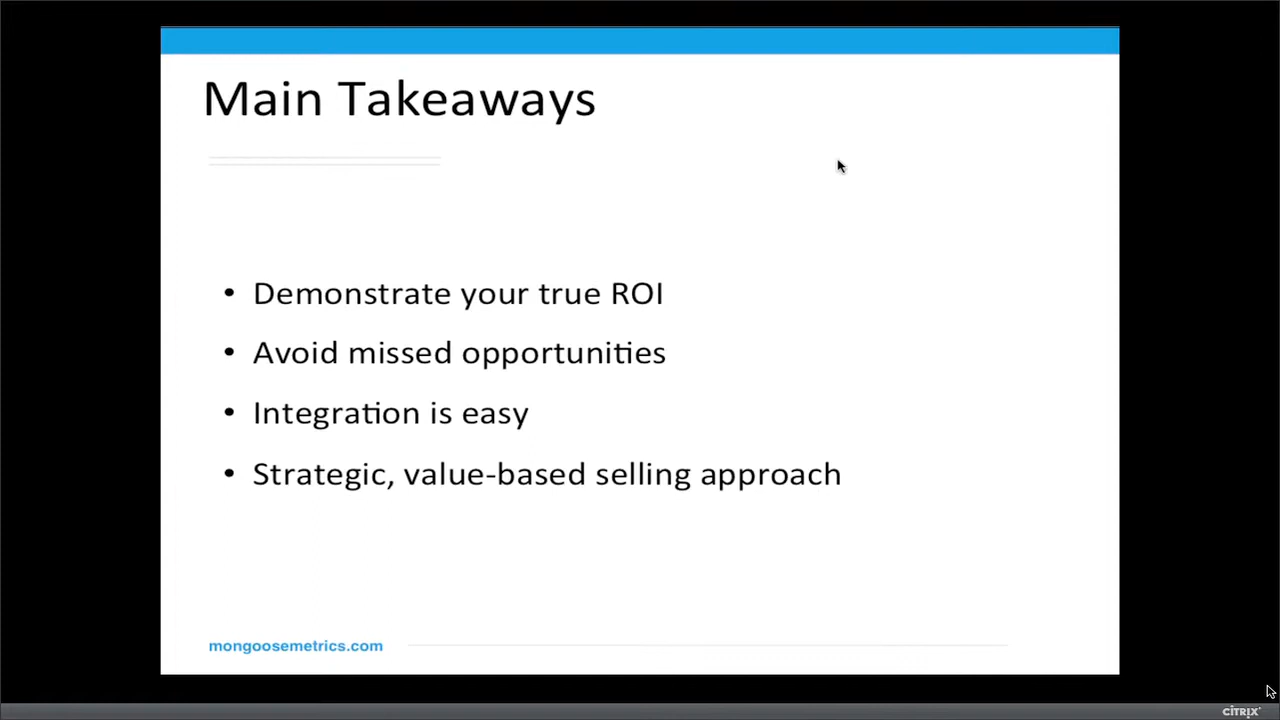 Main Takeaways
• Demonstrate your true ROI
• Avoid missed opportunities
• Integration is easy
• Strategic, value-based selling approach
mongoosemetrics.com
CITRIX